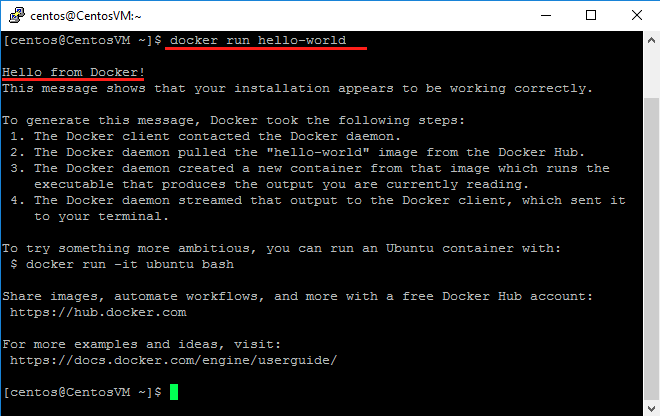 centos@CentosVM:~
[centos@CentosVM ~]$ docker run hello-world
Hello from Docker!
This message shows that your installation appears to be working correctly.
To generate this message, Docker took the following steps:
1. The Docker client contacted the Docker daemon.
2. The Docker daemon pulled the "hello-world" image from the Docker Hub.
3. The Docker daemon created a new container from that image which runs the
executable that produces the output you are currently reading.
4. The Docker daemon streamed that output to the Docker client, which sent it
to your terminal.
To try something more ambitious, you can run an Ubuntu container with:
$ docker run -it ubuntu bash
Share images, automate workflows, and more with a free Docker Hub account:
https://hub.docker.com
For more examples and ideas, visit:
https://docs.docker.com/engine/userguide/
[centos@CentosVM ~]$